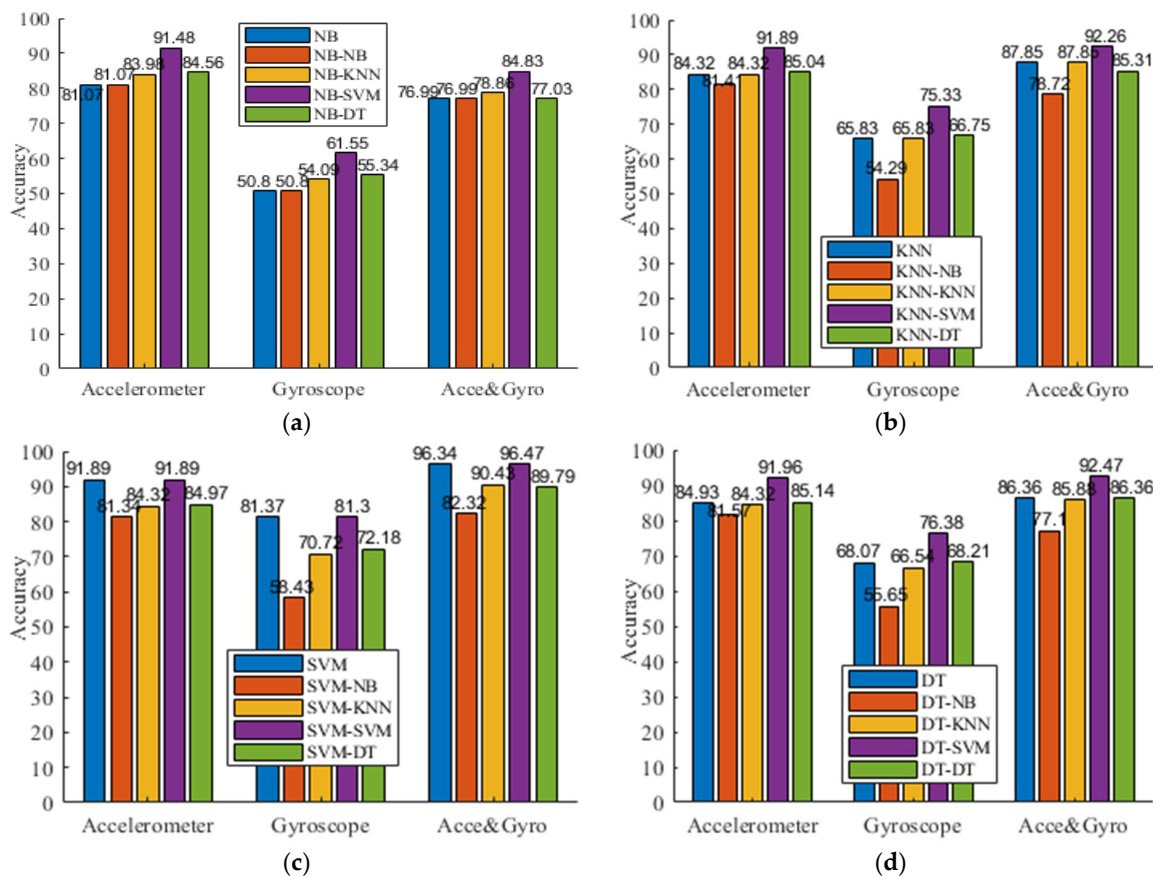 100
90
80
70
60
50
40
30
20
10
0
Accuracy
81.07
81.07
83.98
91.48
84.56
50.8
50.8
54.09
61.55
55.34
76.99
76.99
78.86
84.83
77.03
NB
NB-NB
NB-KNN
NB-SVM
NB-DT
Accelerometer
Gyroscope
Acce&Gyro
(a)
100
90
80
70
60
50
40
30
20
10
0
Accuracy
84.32
81.41
84.32
91.89
85.04
65.83
54.29
65.83
75.33
66.75
87.85
78.72
87.85
92.26
85.31
KNN
KNN-NB
KNN-KNN
KNN-SVM
KNN-DT
Accelerometer
Gyroscope
Acce&Gyro
(b)
100
90
80
70
60
50
40
30
20
10
0
Accuracy
91.89
81.34
84.32
91.89
84.97
81.37
58.43
70.72
81.3
72.18
96.34
82.32
90.43
96.47
89.79
SVM
SVM-NB
SVM-KNN
SVM-SVM
SVM-DT
Accelerometer
Gyroscope
Acce&Gyro
(c)
100
90
80
70
60
50
40
30
20
10
0
Accuracy
84.93
81.57
84.32
91.96
85.14
68.07
55.65
66.54
76.38
68.21
86.36
77.1
85.88
92.47
86.36
DT
DT-NB
DT-KNN
DT-SVM
DT-DT
Accelerometer
Gyroscope
Acce&Gyro
(d)